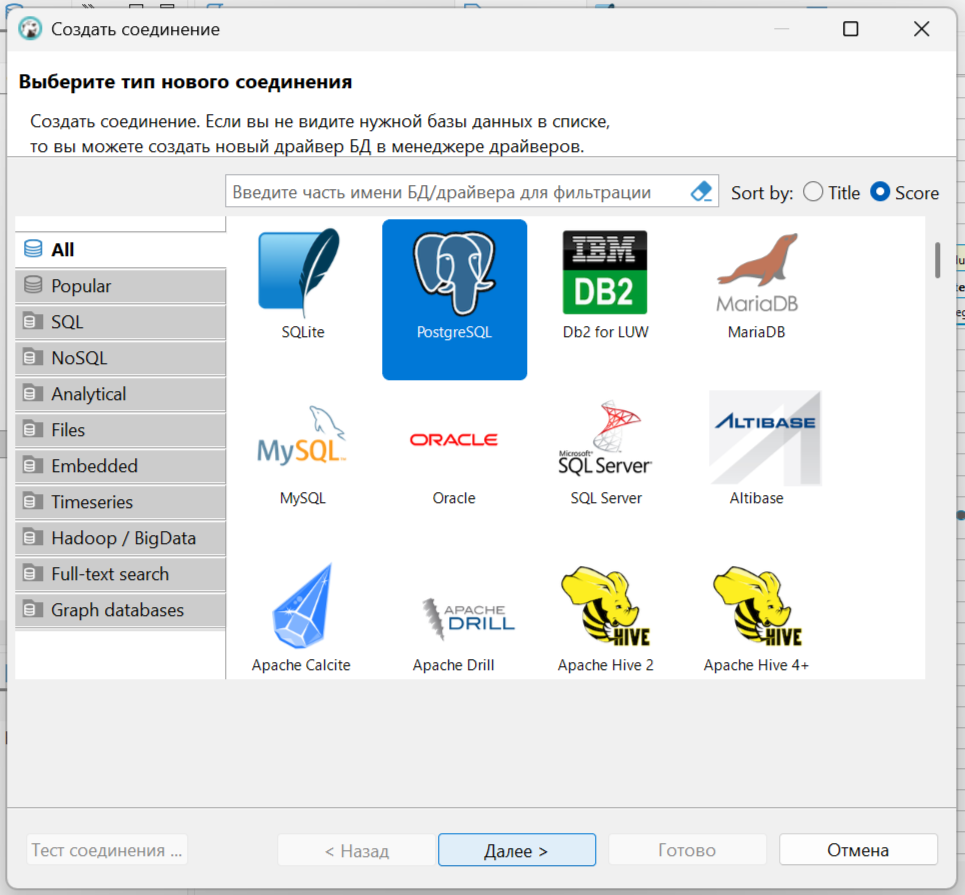 Создать соединение
Выберите тип нового соединения
Создать соединение. Если вы не видите нужной базы данных в списке,
то вы можете создать новый драйвер БД в менеджере драйверов.
Введите часть имени БД/драйвера для фильтрации
Sort by: Title Score
All
Popular
SQL
NoSQL
Analytical
Files
Embedded
Timeseries
Hadoop / BigData
Full-text search
Graph databases
SQLite
PostgreSQL
IBM
DB2
Db2 for LUW
MariaDB
MariaDB
MySQL
MySQL
ORACLE
Oracle
Microsoft
SQL Server
SQL Server
ALTIBASE
Altibase
Apache Calcite
APACHE
DRILL
Apache Drill
HIVE
Apache Hive 2
HIVE
Apache Hive 4+
Тест соединения ...
< Назад
Далее >
Готово
Отмена